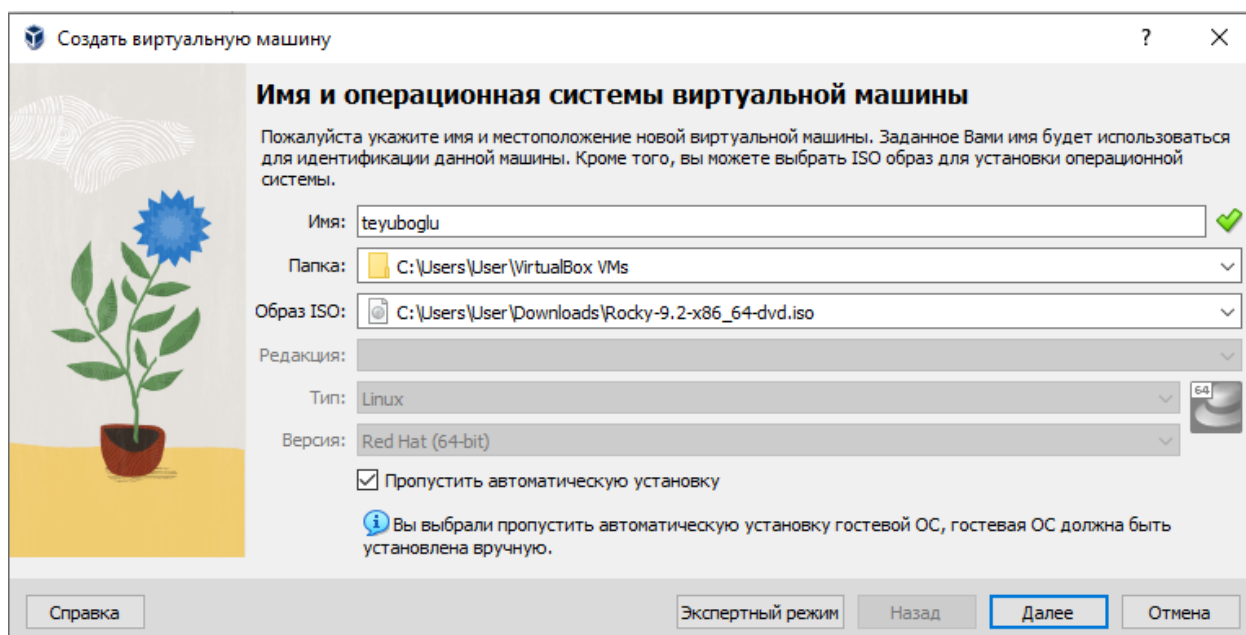 Создать виртуальную машину
?
Имя и операционная системы виртуальной машины
Пожалуйста укажите имя и местоположение новой виртуальной машины. Заданное Вами имя будет использоваться
для идентификации данной машины. Кроме того, вы можете выбрать ISO образ для установки операционной
системы.
Имя: teyuboglu
Папка: C:\Users\User\VirtualBox VMs
Образ ISO: C:\Users\User\Downloads\Rocky-9.2-x86_64-dvd.iso
Редакция:
Тип: Linux
64
Версия: Red Hat (64-bit)
Пропустить автоматическую установку
Вы выбрали пропустить автоматическую установку гостевой ОС, гостевая ОС должна быть
установлена вручную.
Справка Экспертный режим Назад Далее Отмена